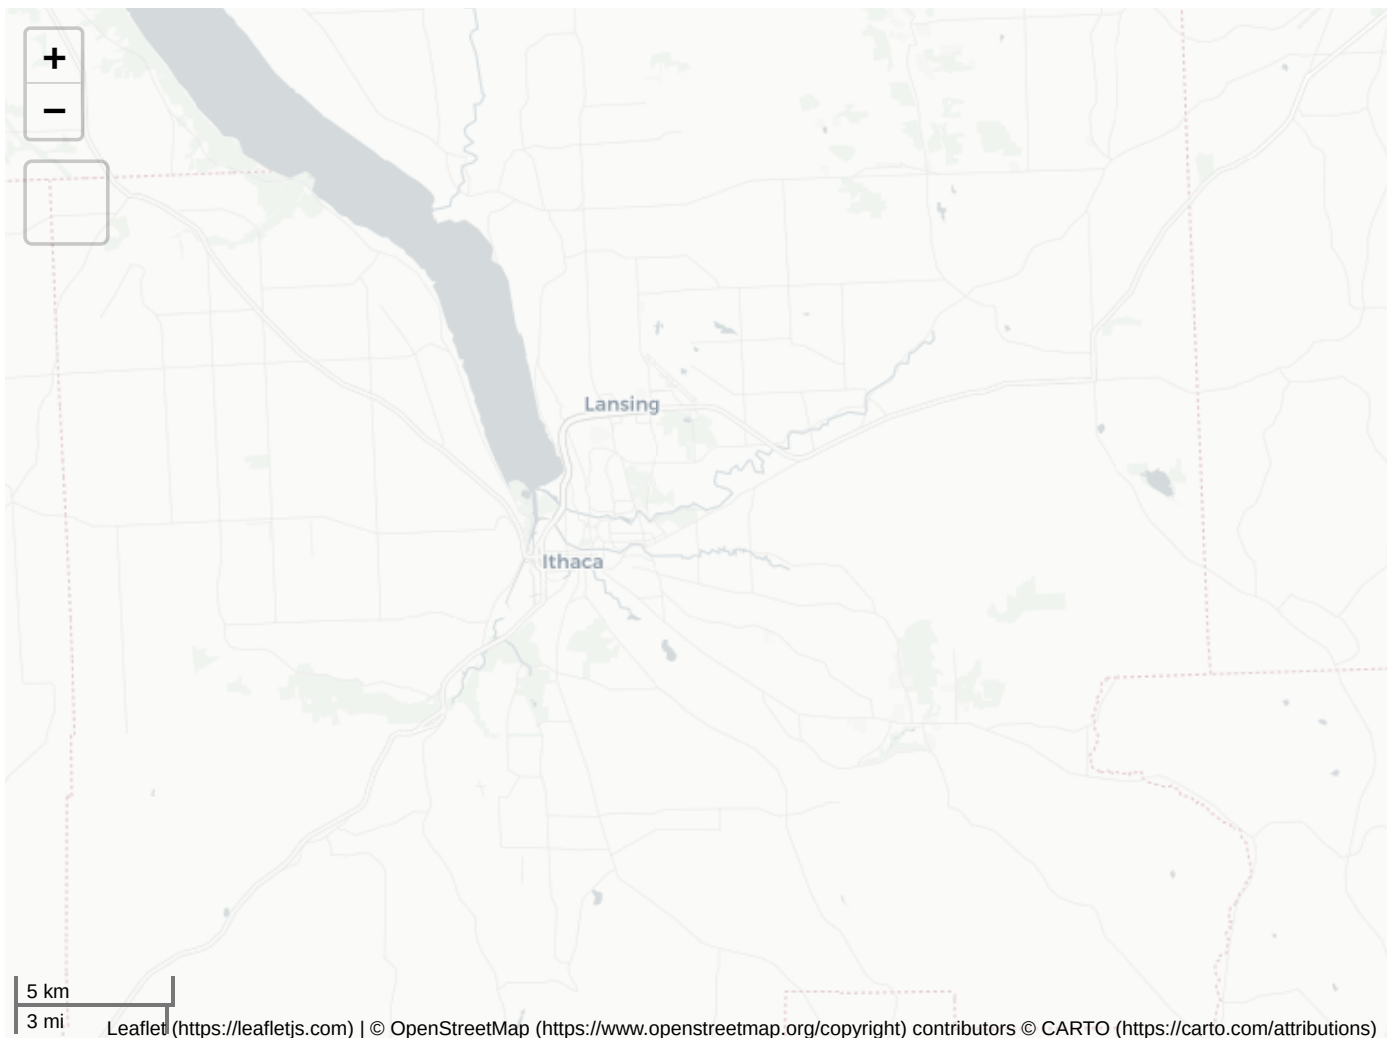 +
−
Lansing
Ithaca
5 km
3 mi
Leaflet (https://leafletjs.com) | © OpenStreetMap (https://www.openstreetmap.org/copyright) contributors © CARTO (https://carto.com/attributions)